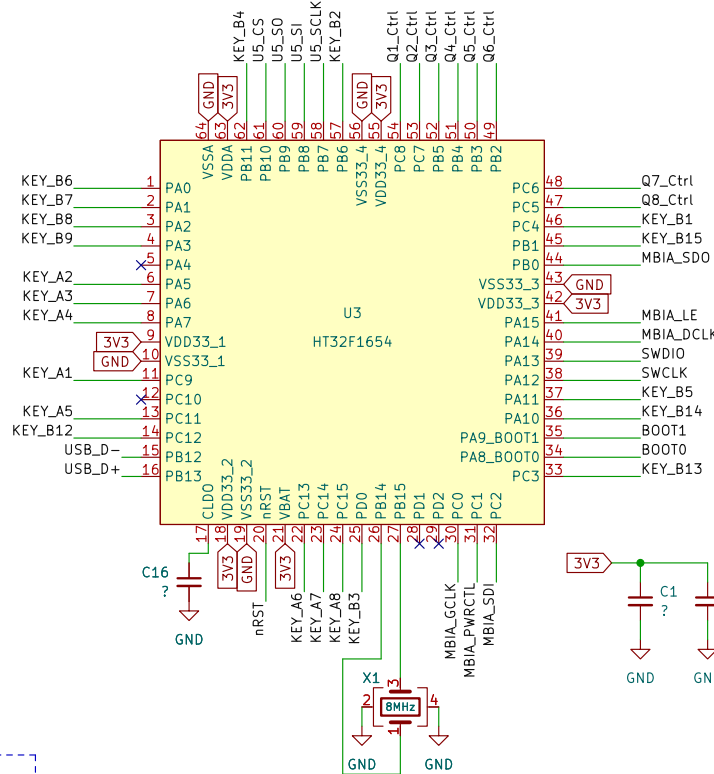 KEY_B4
U5_CS
U5_SO
U5_SI
U5_SCLK
KEY_B2
Q1_Ctrl
Q2_Ctrl
Q3_Ctrl
Q4_Ctrl
Q5_Ctrl
Q6_Ctrl
GND
3V3
GND
3V3
64
63
62
61
60
59
58
57
56
55
54
53
52
51
50
49
VSSA
VDDA
PB11
PB10
PB9
PB8
PB7
PB6
VSS33_4
VDD33_4
PC8
PC7
PB5
PB4
PB3
PB2
KEY_B6 1 PA0
KEY_B7 2 PA1
KEY_B8 3 PA2
KEY_B9 4 PA3
5 PA4
KEY_A2 6 PA5
KEY_A3 7 PA6
KEY_A4 8 PA7
3V3 9 VDD33_1
GND 10 VSS33_1
KEY_A1 11 PC9
12 PC10
KEY_A5 13 PC11
KEY_B12 14 PC12
USB_D- 15 PB12
USB_D+ 16 PB13
U3
HT32F1654
PC6 48 Q7_Ctrl
PC5 47 Q8_Ctrl
PC4 46 KEY_B1
PB1 45 KEY_B15
PB0 44 MBIA_SDO
VSS33_3 43 GND
VDD33_3 42 3V3
PA15 41 MBIA_LE
PA14 40 MBIA_DCLK
PA13 39 SWDIO
PA12 38 SWCLK
PA11 37 KEY_B5
PA10 36 KEY_B14
PA9_BOOT1 35 BOOT1
PA8_BOOT0 34 BOOT0
PC3 33 KEY_B13
CLDO
VDD33_2
VSS33_2
nRST
VBAT
PC13
PC14
PC15
PD0
PB14
PB15
PD1
PD2
PC0
PC1
PC2
17
18
19
20
21
22
23
24
25
26
27
28
29
30
31
32
3V3
GND
nRST
3V3
KEY_A6
KEY_A7
KEY_A8
KEY_B3
MBIA_GCLK
MBIA_PWRCTL
MBIA_SDI
C16
?
GND
3V3
C1
?
GND
GN
X1
3
2
8MHz
4
1
GND
GND